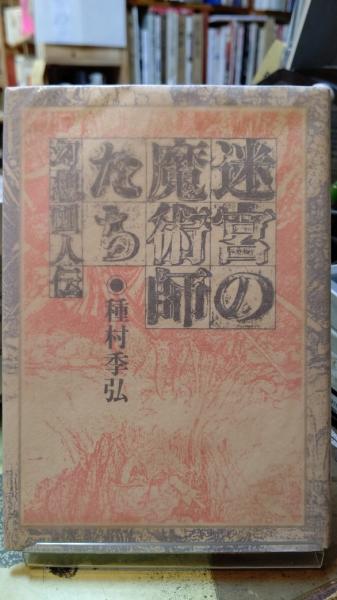 迷宮の
魔術師
たち
幻想画人伝
●種村季弘